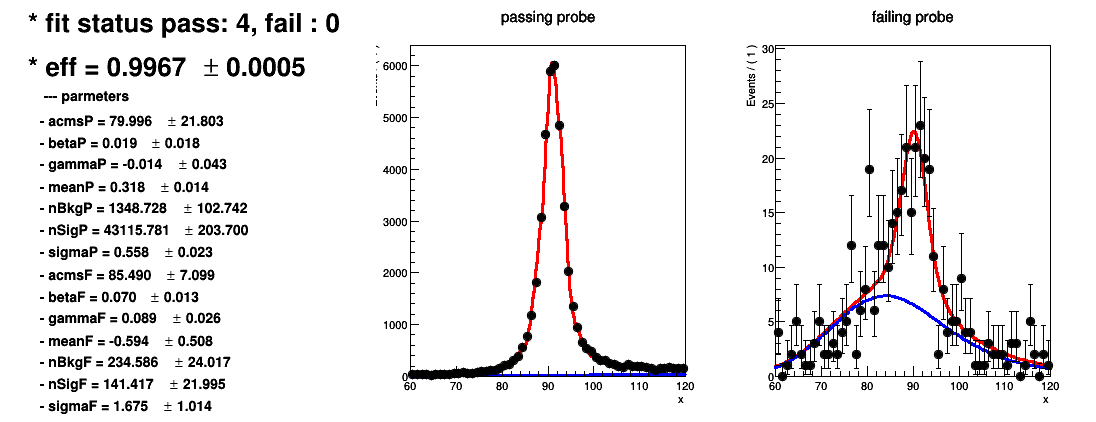 * fit status pass: 4, fail : 0
* eff = 0.9967 ± 0.0005
--- parmeters
- acmsP = 79.996 ± 21.803
- betaP = 0.019 ± 0.018
- gammaP = -0.014 ± 0.043
- meanP = 0.318 ± 0.014
- nBkgP = 1348.728 ± 102.742
- nSigP = 43115.781 ± 203.700
- sigmaP = 0.558 ± 0.023
- acmsF = 85.490 ± 7.099
- betaF = 0.070 ± 0.013
- gammaF = 0.089 ± 0.026
- meanF = -0.594 ± 0.508
- nBkgF = 234.586 ± 24.017
- nSigF = 141.417 ± 21.995
- sigmaF = 1.675 ± 1.014
passing probe
6000
5000
4000
3000
2000
1000
0
60 70 80 90 100 110 120
x
failing probe
Events / ( 1 )
30
25
20
15
10
5
0
60 70 80 90 100 110 120
x